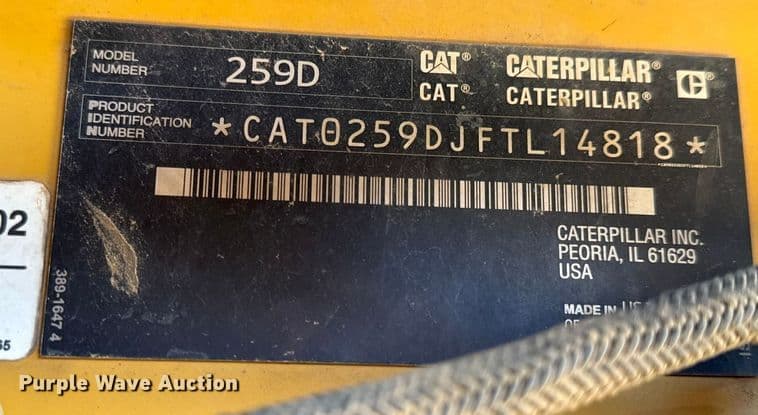 MODEL
NUMBER 259D
CAT® CATERPILLAR® C®
CAT® CATERPILLAR®
PRODUCT
IDENTIFICATION
NUMBER *CAT0259DJFTL14818*
02
CATERPILLAR INC.
PEORIA, IL 61629
USA
MADE IN
389-1647 4
65
Purple Wave Auction